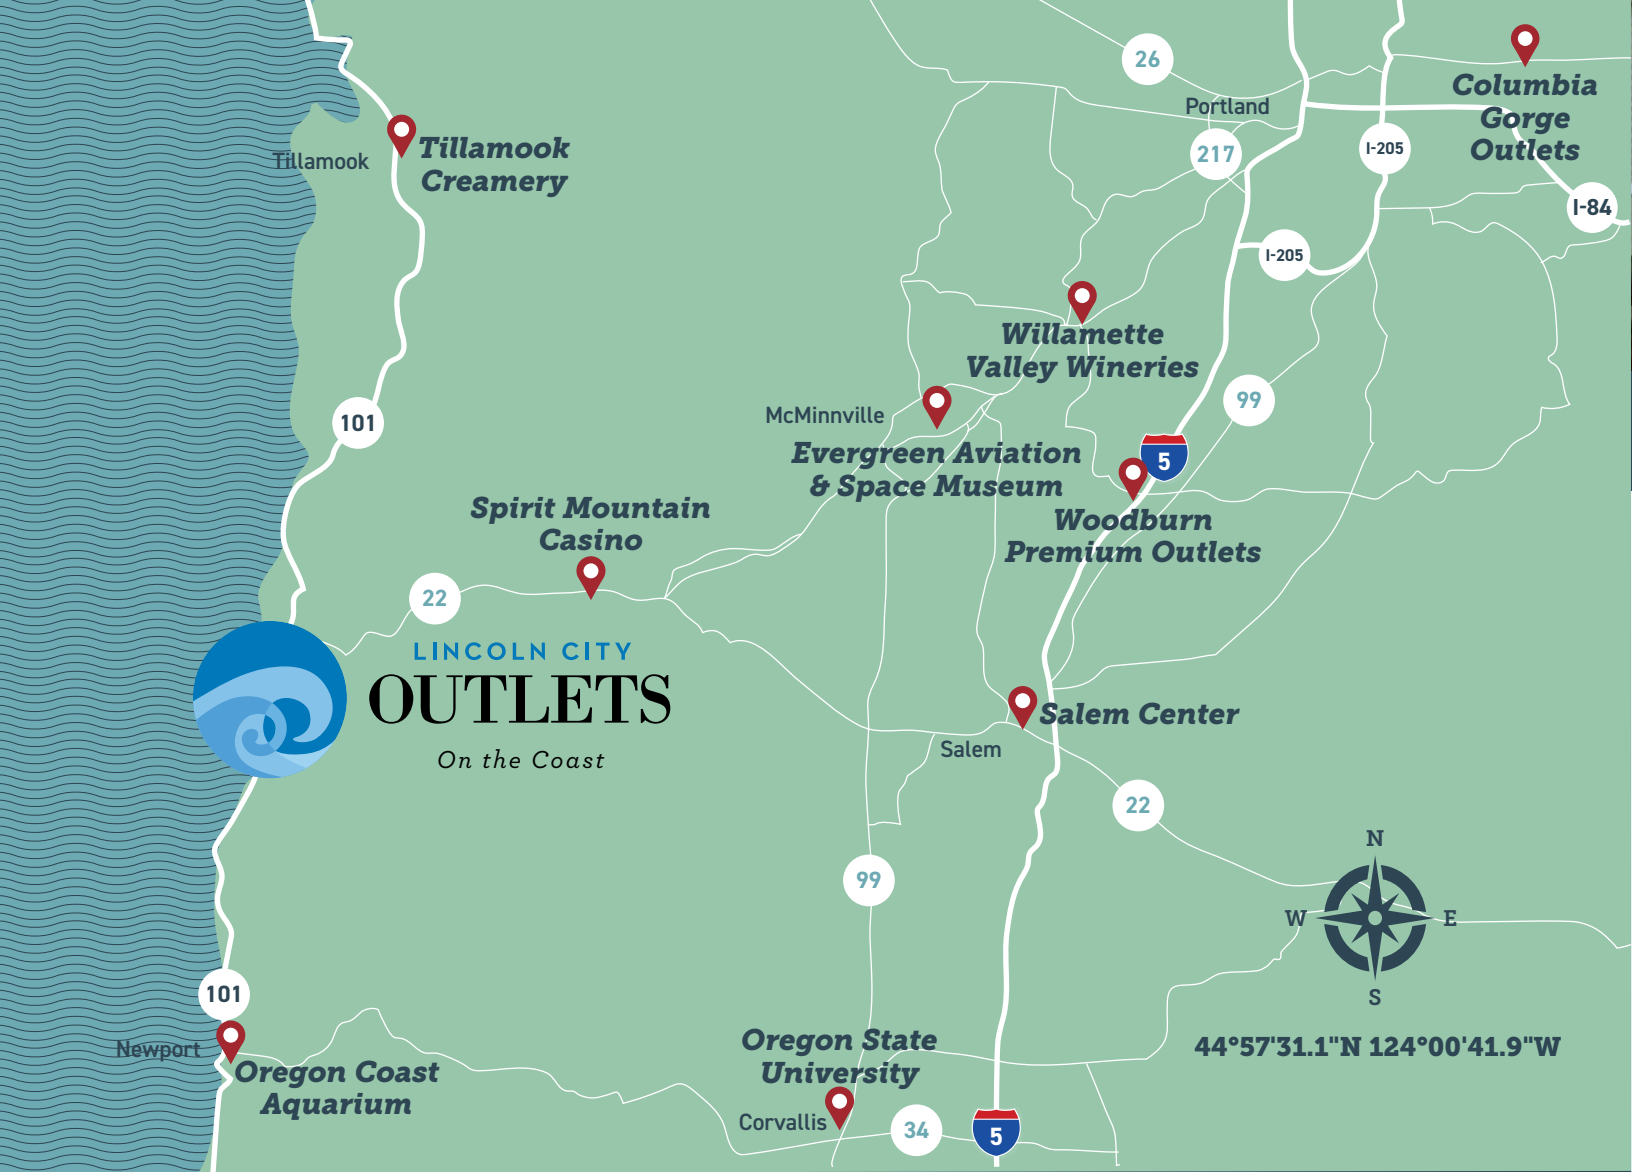 26
Portland
Columbia
Gorge
Outlets
217
I-205
I-84
I-205
Tillamook
Tillamook
Creamery
Willamette
Valley Wineries
101
McMinnville
99
Evergreen Aviation
& Space Museum
5
Woodburn
Premium Outlets
Spirit Mountain
Casino
22
LINCOLN CITY
OUTLETS
On the Coast
Salem Center
Salem
22
99
N
W
E
S
44°57'31.1"N 124°00'41.9"W
101
Newport
Oregon Coast
Aquarium
Oregon State
University
Corvallis
34
5